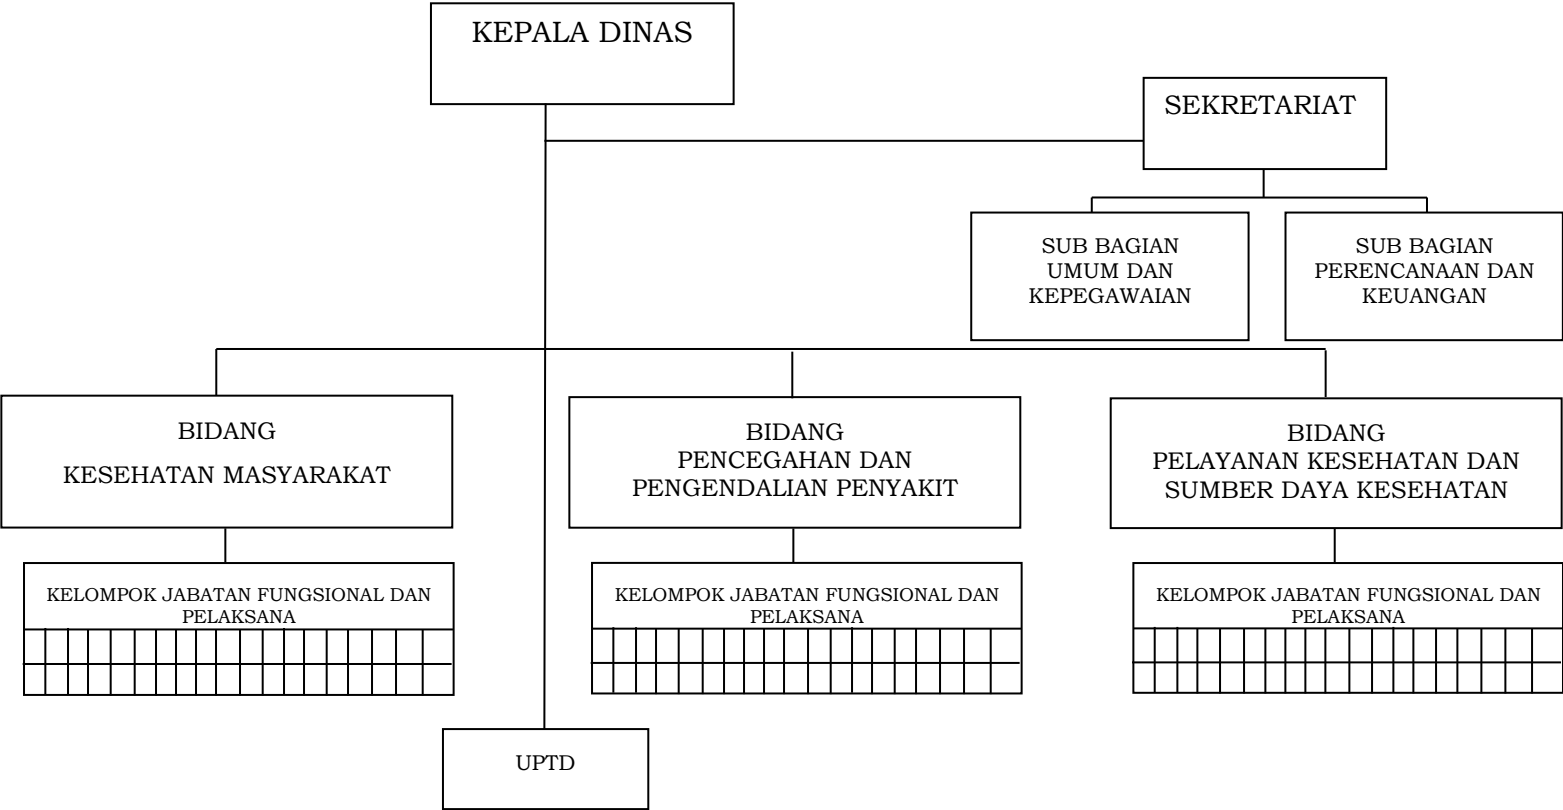 KEPALA DINAS
SEKRETARIAT
SUB BAGIAN
UMUM DAN
KEPEGAWAIAN
SUB BAGIAN
PERENCANAAN DAN
KEUANGAN
BIDANG
KESEHATAN MASYARAKAT
BIDANG
PENCEGAHAN DAN
PENGENDALIAN PENYAKIT
BIDANG
PELAYANAN KESEHATAN DAN
SUMBER DAYA KESEHATAN
KELOMPOK JABATAN FUNGSIONAL DAN
PELAKSANA
KELOMPOK JABATAN FUNGSIONAL DAN
PELAKSANA
KELOMPOK JABATAN FUNGSIONAL DAN
PELAKSANA
UPTD